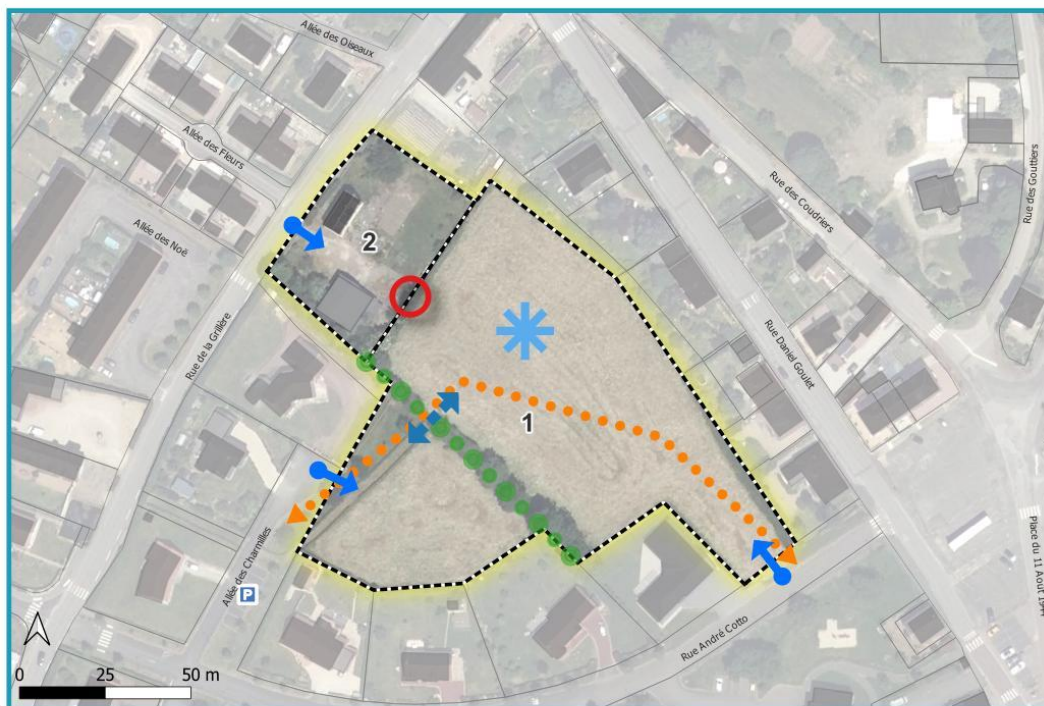 Allée des Oiseaux
Allée des Fleurs
Allée des Noë
Rue de la Grillère
Rue des Coudriers
Rue des Gouttiers
2
Rue Daniel Goulet
1
Allée des Charmilles
P
Rue André Cotto
Place du 11 Août 1944
0 25 50 m